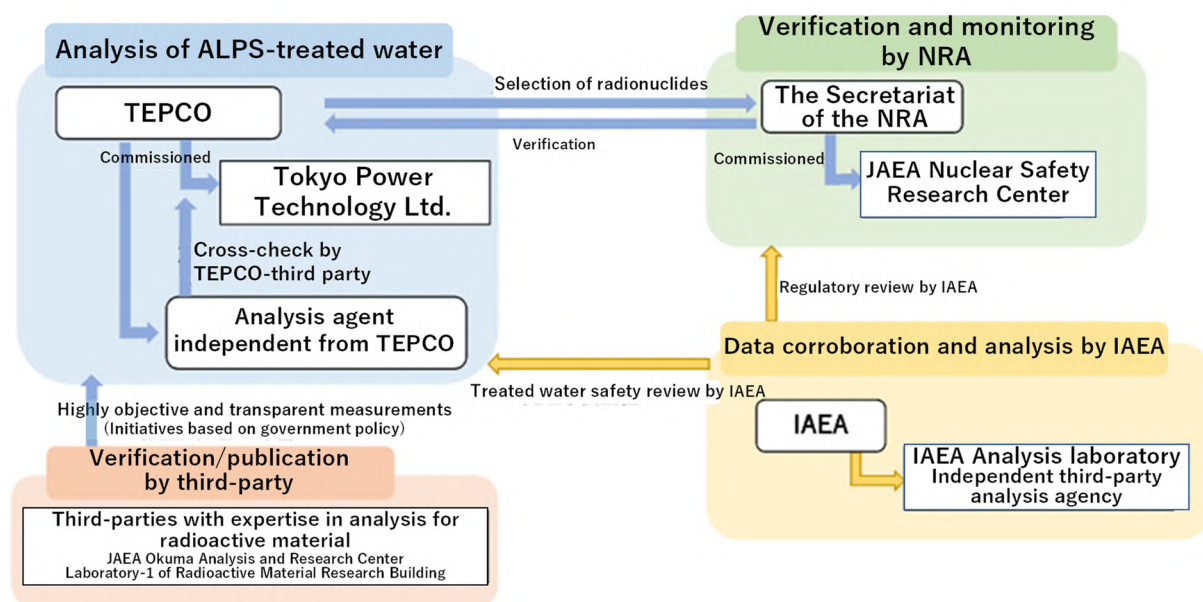 Analysis of ALPS-treated water
TEPCO
Commissioned
Tokyo Power
Technology Ltd.
Cross-check by
TEPCO-third party
Analysis agent
independent from TEPCO
Selection of radionuclides
Verification
Verification and monitoring
by NRA
The Secretariat
of the NRA
Commissioned
JAEA Nuclear Safety
Research Center
Regulatory review by IAEA
Data corroboration and analysis by IAEA
Treated water safety review by IAEA
IAEA
IAEA Analysis laboratory
Independent third-party
analysis agency
Highly objective and transparent measurements
(Initiatives based on government policy)
Verification/publication
by third-party
Third-parties with expertise in analysis for
radioactive material
JAEA Okuma Analysis and Research Center
Laboratory-1 of Radioactive Material Research Building